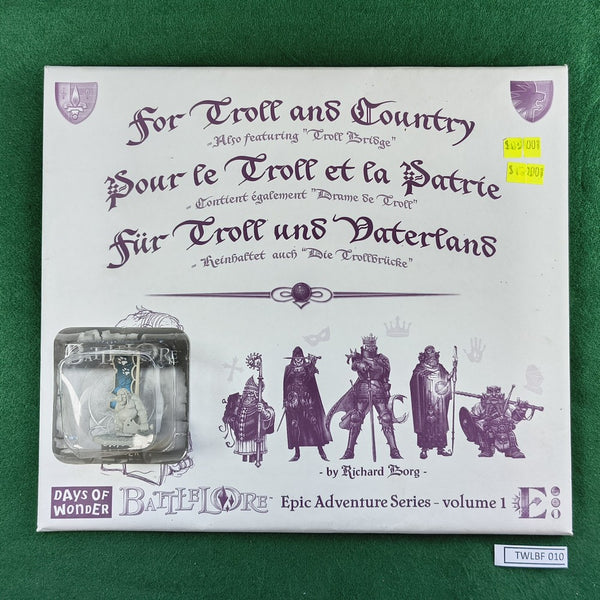 For Troll and Country
- Also featuring "Troll Bridge"
Pour le Troll et la Patrie
- Contient également "Drame de Troll"
Für Troll und Vaterland
- Reinhaltet auch "Die Trollbrücke"
BATTLELORE
- by Richard Borg -
DAYS OF
WONDER
BATTLELORE Epic Adventure Series - volume 1 E
TWLBF 010